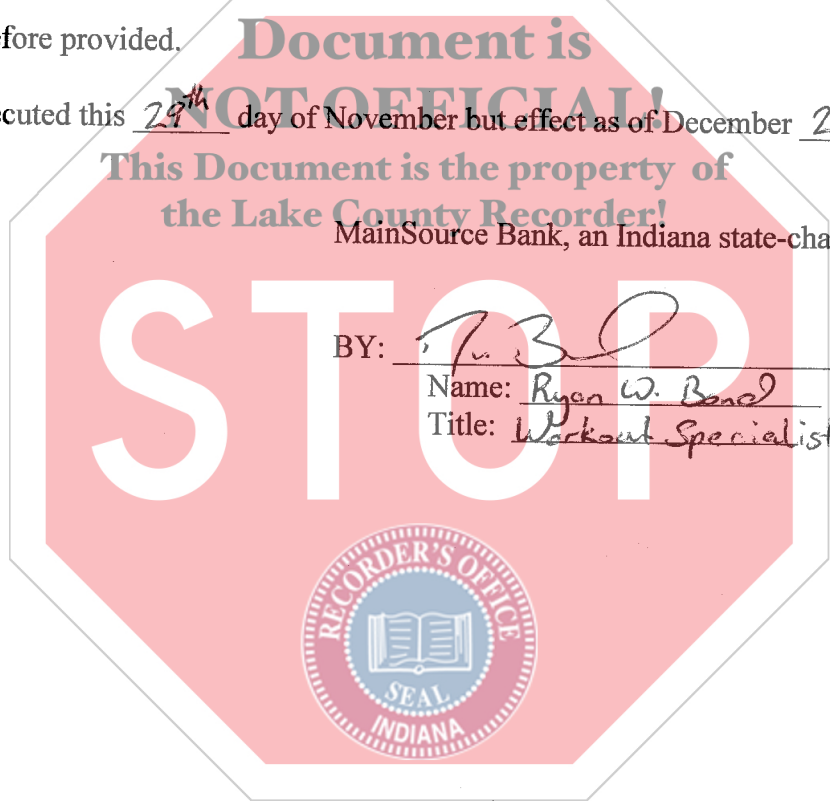 efore provided.
Document is
NOT OFFICIAL!
ecuted this 29th day of November but effect as of December 2
This Document is the property of
the Lake County Recorder!
MainSource Bank, an Indiana state-cha
STOP
BY:
Name: Ryan W. Bond
Title: Workout Specialist
RECORDER'S OFFICE
SEAL
INDIANA